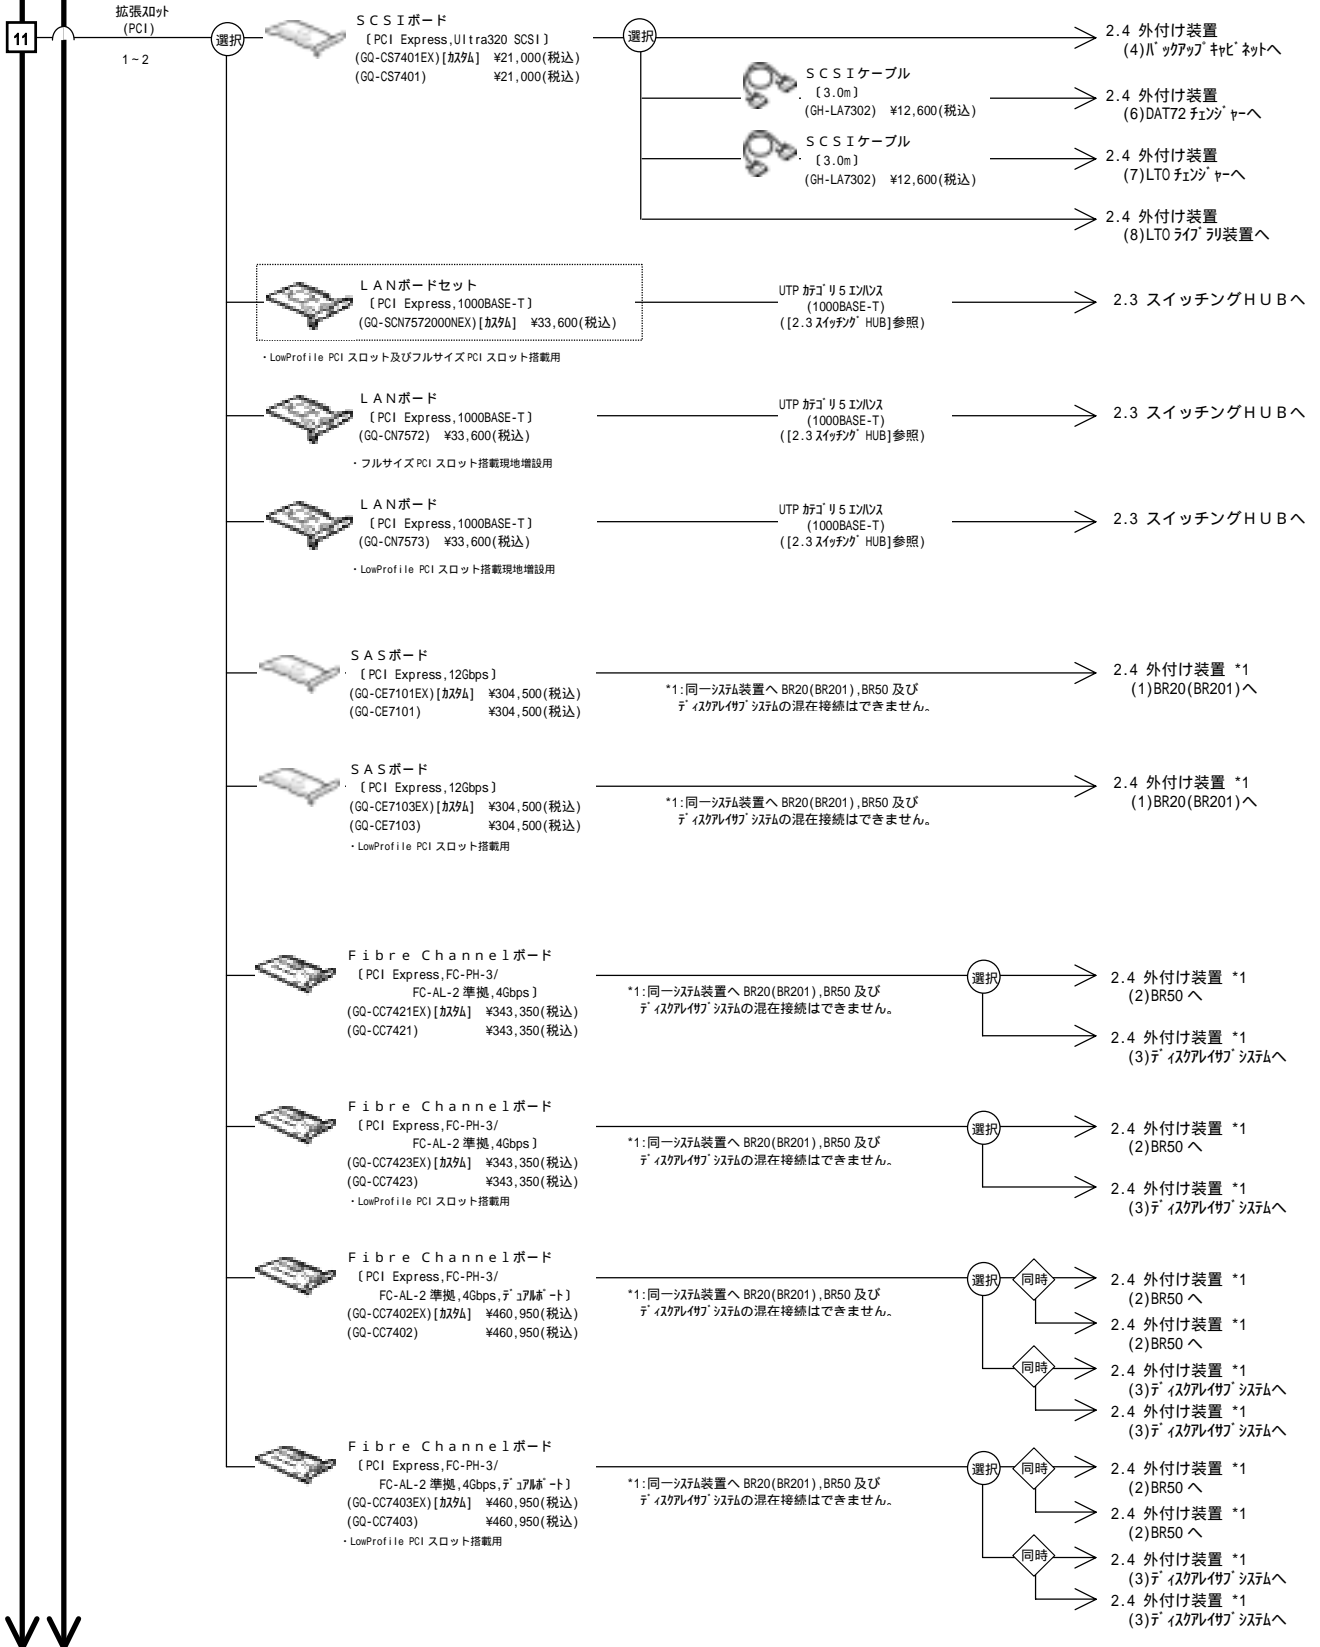 11
拡張スロット
(PCI)
1~2
選択
ＳＣＳＩボード
〔PCI Express,Ultra320 SCSI〕
(GQ-CS7401EX)[カスタム] ¥21,000(税込)
(GQ-CS7401) ¥21,000(税込)
選択
2.4 外付け装置
(4)バックアップキャビネットへ
ＳＣＳＩケーブル
〔3.0m〕
(GH-LA7302) ¥12,600(税込)
2.4 外付け装置
(6)DAT72 チェンジャーへ
ＳＣＳＩケーブル
〔3.0m〕
(GH-LA7302) ¥12,600(税込)
2.4 外付け装置
(7)LTO チェンジャーへ
2.4 外付け装置
(8)LTO ライブラリ装置へ
ＬＡＮボードセット
〔PCI Express,1000BASE-T〕
(GQ-SCN7572000NEX)[カスタム] ¥33,600(税込)
・LowProfile PCI スロット及びフルサイズ PCI スロット搭載用
UTP カテゴリ 5 エンハンス
(1000BASE-T)
([2.3 スイッチング HUB]参照)
2.3 スイッチングＨＵＢへ
ＬＡＮボード
〔PCI Express,1000BASE-T〕
(GQ-CN7572) ¥33,600(税込)
・フルサイズ PCI スロット搭載現地増設用
UTP カテゴリ 5 エンハンス
(1000BASE-T)
([2.3 スイッチング HUB]参照)
2.3 スイッチングＨＵＢへ
ＬＡＮボード
〔PCI Express,1000BASE-T〕
(GQ-CN7573) ¥33,600(税込)
・LowProfile PCI スロット搭載現地増設用
UTP カテゴリ 5 エンハンス
(1000BASE-T)
([2.3 スイッチング HUB]参照)
2.3 スイッチングＨＵＢへ
ＳＡＳボード
〔PCI Express,12Gbps〕
(GQ-CE7101EX)[カスタム] ¥304,500(税込)
(GQ-CE7101) ¥304,500(税込)
*1:同一システム装置へ BR20(BR201),BR50 及び
ディスクアレイサブシステムの混在接続はできません。
2.4 外付け装置 *1
(1)BR20(BR201)へ
ＳＡＳボード
〔PCI Express,12Gbps〕
(GQ-CE7103EX)[カスタム] ¥304,500(税込)
(GQ-CE7103) ¥304,500(税込)
・LowProfile PCI スロット搭載用
*1:同一システム装置へ BR20(BR201),BR50 及び
ディスクアレイサブシステムの混在接続はできません。
2.4 外付け装置 *1
(1)BR20(BR201)へ
Ｆｉｂｒｅ Ｃｈａｎｎｅｌボード
〔PCI Express,FC-PH-3/
FC-AL-2 準拠,4Gbps〕
(GQ-CC7421EX)[カスタム] ¥343,350(税込)
(GQ-CC7421) ¥343,350(税込)
*1:同一システム装置へ BR20(BR201),BR50 及び
ディスクアレイサブシステムの混在接続はできません。
選択
2.4 外付け装置 *1
(2)BR50 へ
2.4 外付け装置 *1
(3)ディスクアレイサブシステムへ
Ｆｉｂｒｅ Ｃｈａｎｎｅｌボード
〔PCI Express,FC-PH-3/
FC-AL-2 準拠,4Gbps〕
(GQ-CC7423EX)[カスタム] ¥343,350(税込)
(GQ-CC7423) ¥343,350(税込)
・LowProfile PCI スロット搭載用
*1:同一システム装置へ BR20(BR201),BR50 及び
ディスクアレイサブシステムの混在接続はできません。
選択
2.4 外付け装置 *1
(2)BR50 へ
2.4 外付け装置 *1
(3)ディスクアレイサブシステムへ
Ｆｉｂｒｅ Ｃｈａｎｎｅｌボード
〔PCI Express,FC-PH-3/
FC-AL-2 準拠,4Gbps,デュアルポート〕
(GQ-CC7402EX)[カスタム] ¥460,950(税込)
(GQ-CC7402) ¥460,950(税込)
*1:同一システム装置へ BR20(BR201),BR50 及び
ディスクアレイサブシステムの混在接続はできません。
選択
同時
2.4 外付け装置 *1
(2)BR50 へ
2.4 外付け装置 *1
(2)BR50 へ
同時
2.4 外付け装置 *1
(3)ディスクアレイサブシステムへ
2.4 外付け装置 *1
(3)ディスクアレイサブシステムへ
Ｆｉｂｒｅ Ｃｈａｎｎｅｌボード
〔PCI Express,FC-PH-3/
FC-AL-2 準拠,4Gbps,デュアルポート〕
(GQ-CC7403EX)[カスタム] ¥460,950(税込)
(GQ-CC7403) ¥460,950(税込)
・LowProfile PCI スロット搭載用
*1:同一システム装置へ BR20(BR201),BR50 及び
ディスクアレイサブシステムの混在接続はできません。
選択
同時
2.4 外付け装置 *1
(2)BR50 へ
2.4 外付け装置 *1
(2)BR50 へ
同時
2.4 外付け装置 *1
(3)ディスクアレイサブシステムへ
2.4 外付け装置 *1
(3)ディスクアレイサブシステムへ